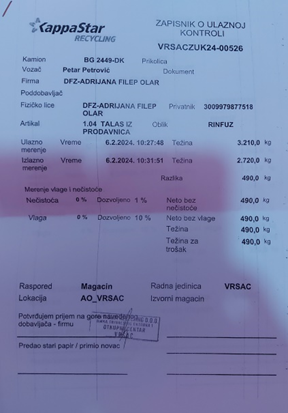 KappaStar
RECYCLING
ZAPISNIK O ULAZNOJ
KONTROLI
VRSACZUK24-00526
Kamion BG 2449-DK Prikolica
Vozač Petar Petrović Dokument
Firma DFZ-ADRIJANA FILEP OLAR
Poddobavljač
Fizičko lice DFZ-ADRIJANA FILEP OLAR Privatnik 3009979877518
Artikal 1.04 TALAS IZ PRODAVNICA Oblik RINFUZ
Ulazno merenje Vreme 6.2.2024. 10:27:48 Težina 3.210,0 kg
Izlazno merenje Vreme 6.2.2024. 10:31:51 Težina 2.720,0 kg
Razlika 490,0 kg
Merenje vlage i nečistoće
Nečistoća 0 % Dozvoljeno 1 % Neto bez nečistoće 490,0 kg
Vlaga 0 % Dozvoljeno 10 % Neto bez vlage 490,0 kg
Težina 490,0 kg
Težina za trošak 490,0 kg
Raspored Magacin Radna jedinica VRSAC
Lokacija AO_VRSAC Izvorni magacin
Potvrđujem prijem na gore navedenog
dobavljača - firmu
Predao stari papir / primio novac